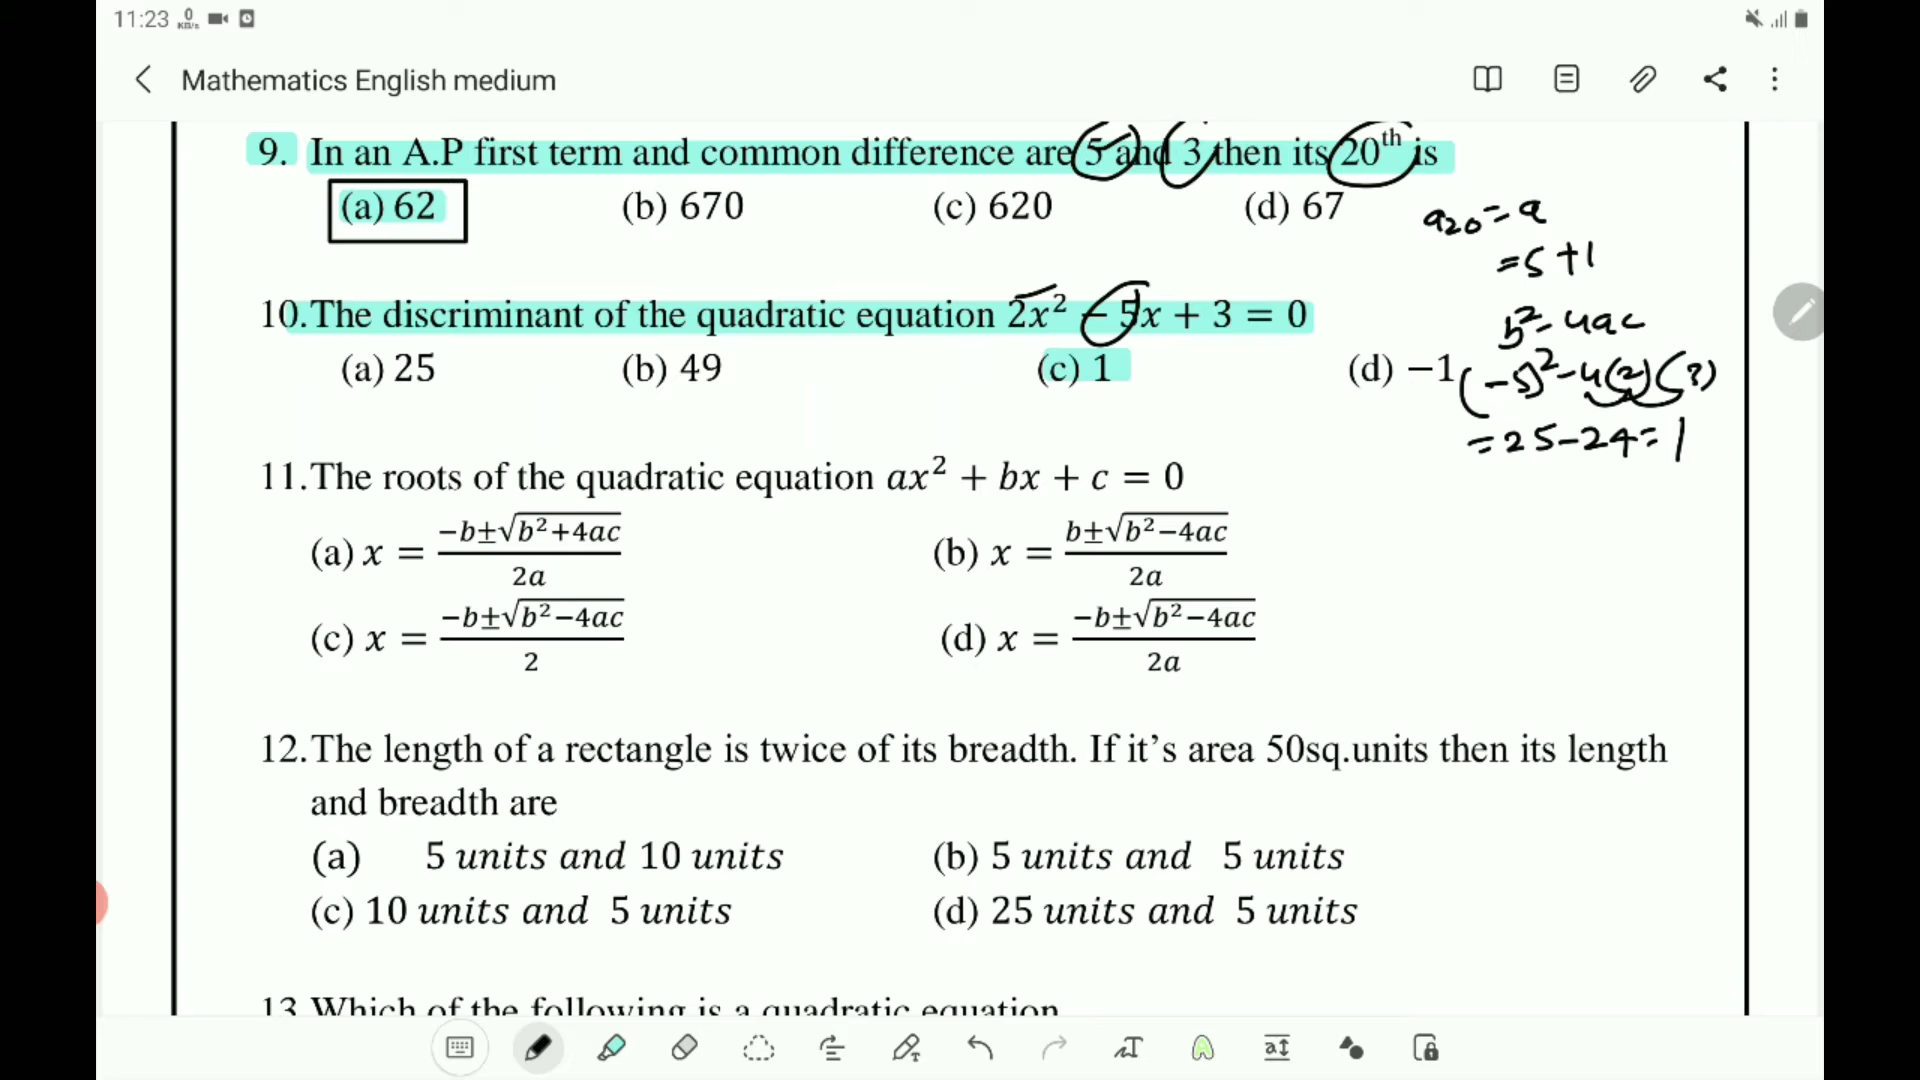 11:23 0 KB/s
Mathematics English medium
9. In an A.P first term and common difference are 5 and 3 then its 20th is
(a) 62 (b) 670 (c) 620 (d) 67
a20 = a
= 5 + 1
10. The discriminant of the quadratic equation 2x² − 5x + 3 = 0
b² - 4ac
(a) 25 (b) 49 (c) 1 (d) −1
(-5)² - 4(2)(3)
= 25 - 24 = 1
11. The roots of the quadratic equation ax² + bx + c = 0
(a) x = −b±√b²+4ac / 2a (b) x = b±√b²−4ac / 2a
(c) x = −b±√b²−4ac / 2 (d) x = −b±√b²−4ac / 2a
12. The length of a rectangle is twice of its breadth. If it’s area 50sq.units then its length
and breadth are
(a) 5 units and 10 units (b) 5 units and 5 units
(c) 10 units and 5 units (d) 25 units and 5 units
13. Which of the following is a quadratic equation